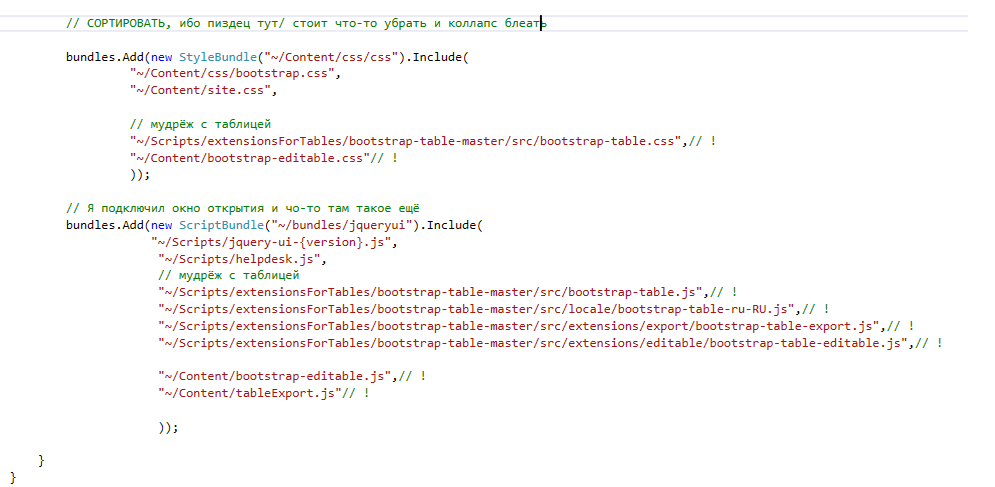 // СОРТИРОВАТЬ, ибо пиздец тут/ стоит что-то убрать и коллапс блеать
bundles.Add(new StyleBundle("~/Content/css/css").Include(
"~/Content/css/bootstrap.css",
"~/Content/site.css",
// мудрёж с таблицей
"~/Scripts/extensionsForTables/bootstrap-table-master/src/bootstrap-table.css",// !
"~/Content/bootstrap-editable.css"// !
));
// Я подключил окно открытия и чо-то там такое ещё
bundles.Add(new ScriptBundle("~/bundles/jqueryui").Include(
"~/Scripts/jquery-ui-{version}.js",
"~/Scripts/helpdesk.js",
// мудрёж с таблицей
"~/Scripts/extensionsForTables/bootstrap-table-master/src/bootstrap-table.js",// !
"~/Scripts/extensionsForTables/bootstrap-table-master/src/locale/bootstrap-table-ru-RU.js",// !
"~/Scripts/extensionsForTables/bootstrap-table-master/src/extensions/export/bootstrap-table-export.js",// !
"~/Scripts/extensionsForTables/bootstrap-table-master/src/extensions/editable/bootstrap-table-editable.js",// !
"~/Content/bootstrap-editable.js",// !
"~/Content/tableExport.js"// !
));
}
}